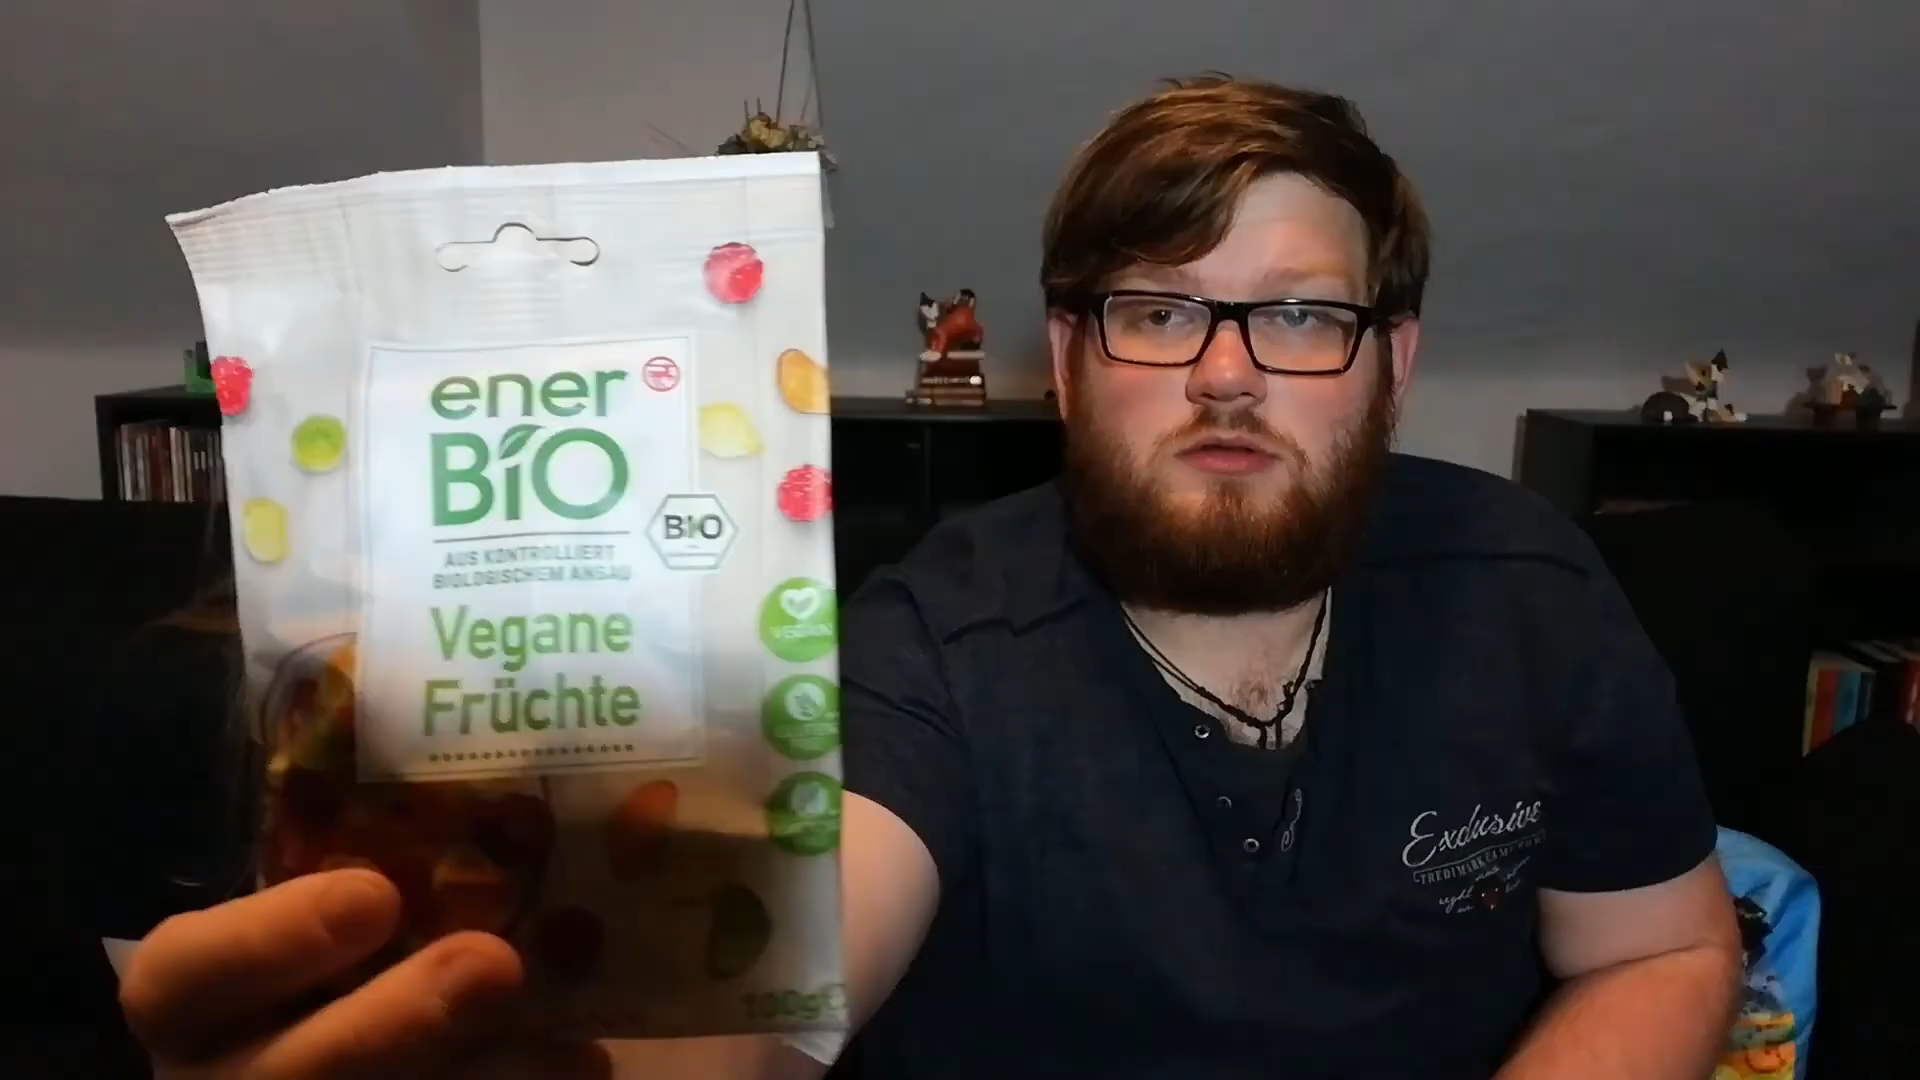 ener
BiO
AUS KONTROLLIERT
BIOLOGISCHEM ANBAU
BIO
Vegane
Früchte
VEGAN
100g e
Exclusive